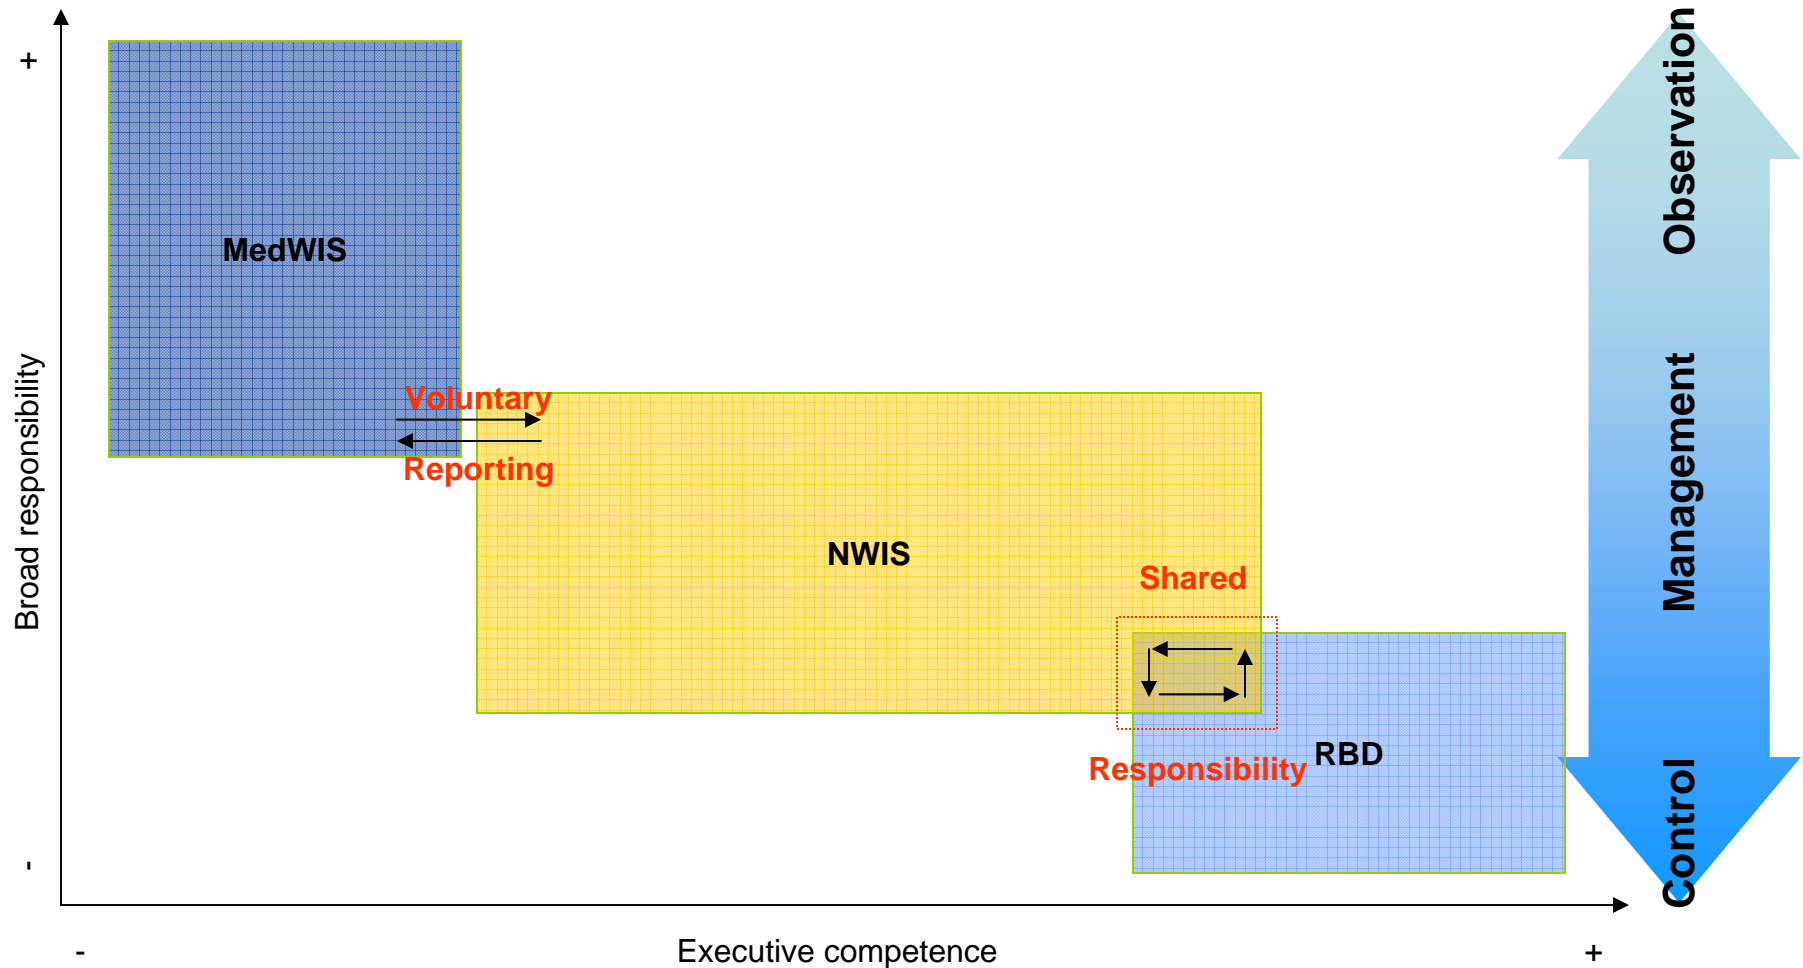 +
Observation
MedWIS
Broad responsibility
Voluntary
Reporting
Management
NWIS
Shared
Responsibility
RBD
Control
-
-
Executive competence
+